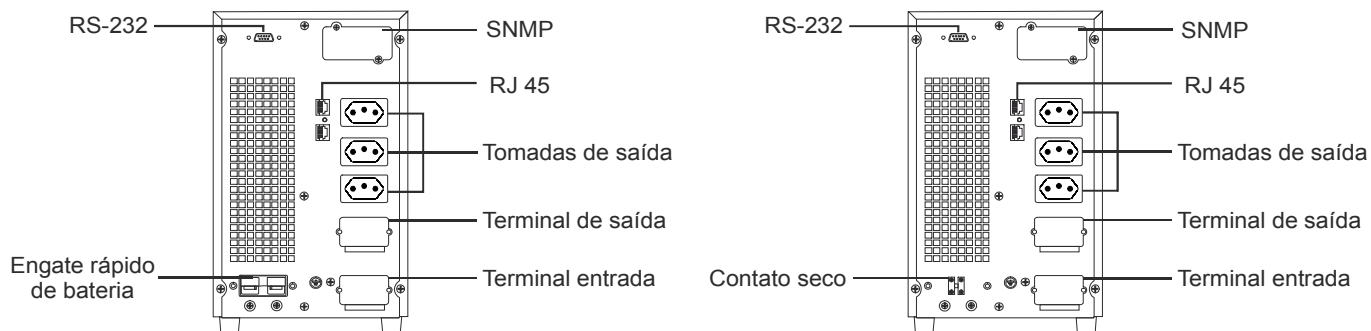 RS-232
SNMP
RJ 45
Tomadas de saída
Terminal de saída
Engate rápido
de bateria
Terminal entrada
RS-232
SNMP
RJ 45
Tomadas de saída
Terminal de saída
Contato seco
Terminal entrada